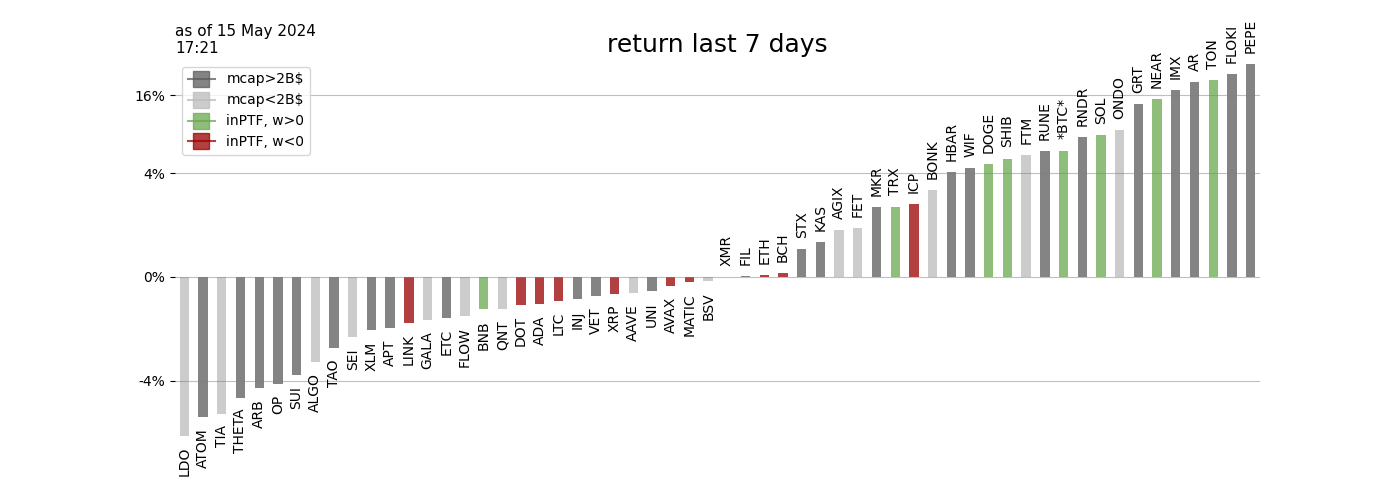 as of 15 May 2024
17:21
return last 7 days
mcap>2B$
mcap<2B$
inPTF, w>0
inPTF, w<0
16%
4%
0%
-4%
LDO
ATOM
TIA
THETA
ARB
OP
SUI
ALGO
TAO
SEI
XLM
APT
LINK
GALA
ETC
FLOW
BNB
QNT
DOT
ADA
LTC
INJ
VET
XRP
AAVE
UNI
AVAX
MATIC
BSV
XMR
FIL
ETH
BCH
STX
KAS
AGIX
FET
MKR
TRX
ICP
BONK
HBAR
WIF
DOGE
SHIB
FTM
RUNE
*BTC*
RNDR
SOL
ONDO
GRT
NEAR
IMX
AR
TON
FLOKI
PEPE